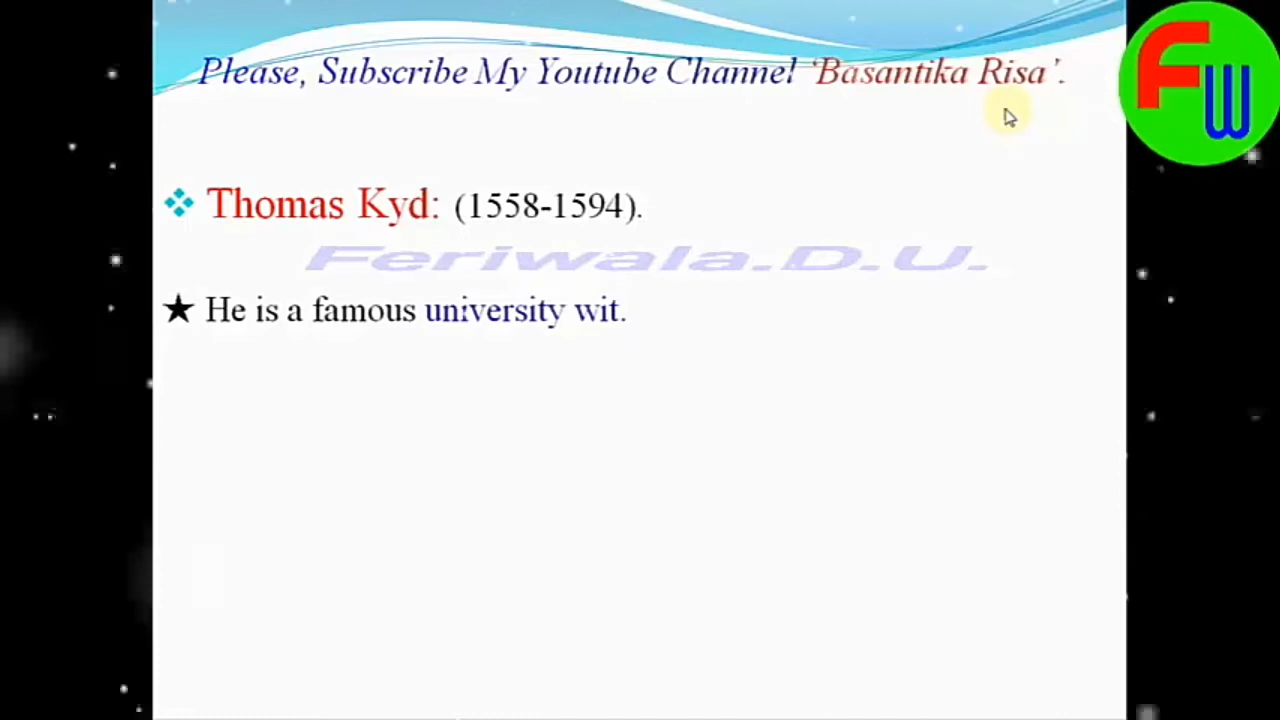 Please, Subscribe My Youtube Channel ‘Basantika Risa’.
FW
Thomas Kyd: (1558-1594).
Feriwala.D.U.
He is a famous university wit.